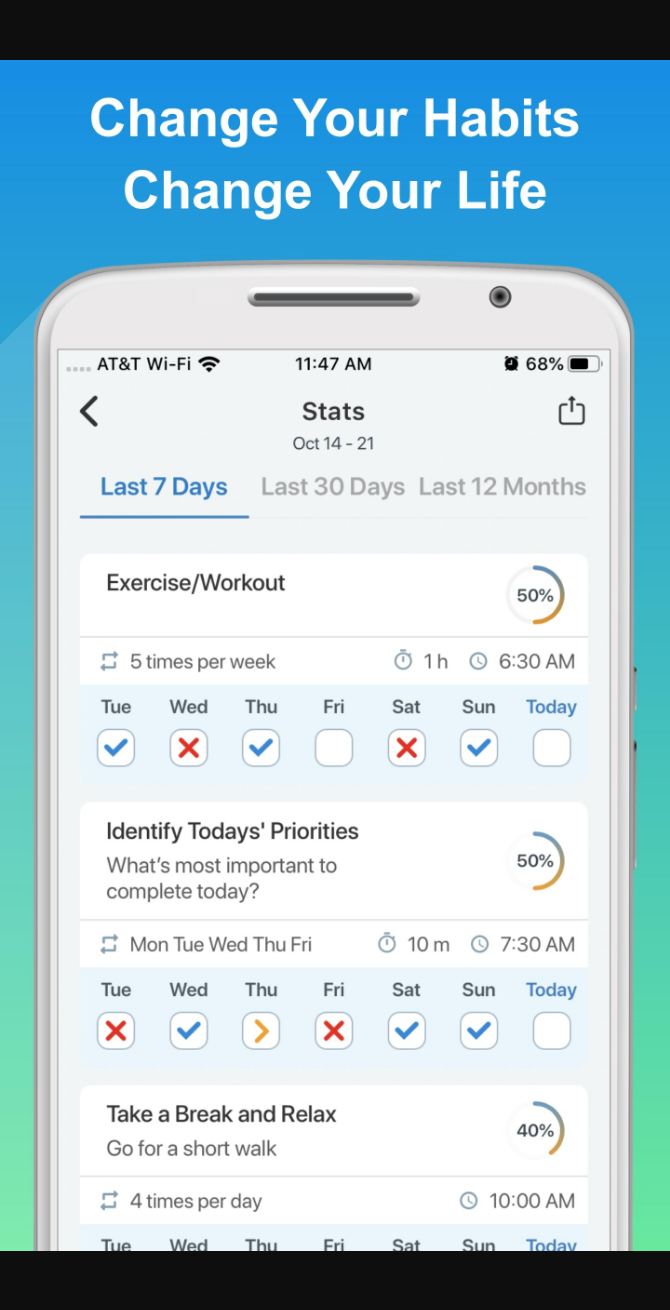 Change Your Habits
Change Your Life
AT&T Wi-Fi 11:47 AM 68%
Stats
Oct 14 - 21
Last 7 Days Last 30 Days Last 12 Months
Exercise/Workout
50%
5 times per week 1 h 6:30 AM
Tue Wed Thu Fri Sat Sun Today
Identify Todays' Priorities
What's most important to
complete today?
50%
Mon Tue Wed Thu Fri 10 m 7:30 AM
Tue Wed Thu Fri Sat Sun Today
Take a Break and Relax
Go for a short walk
40%
4 times per day 10:00 AM
Tue Wed Thu Fri Sat Sun Today